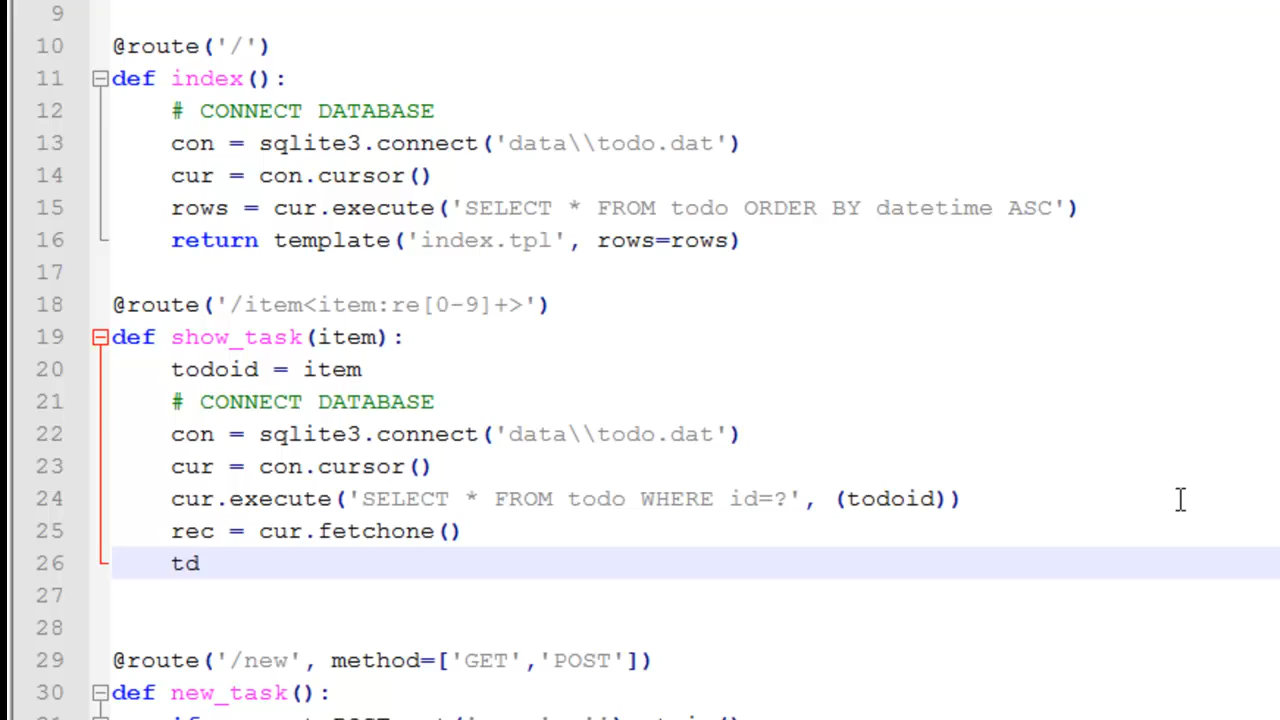 9
10 @route('/')
11 def index():
12     # CONNECT DATABASE
13     con = sqlite3.connect('data\\todo.dat')
14     cur = con.cursor()
15     rows = cur.execute('SELECT * FROM todo ORDER BY datetime ASC')
16     return template('index.tpl', rows=rows)
17
18 @route('/item<item:re[0-9]+>')
19 def show_task(item):
20     todoid = item
21     # CONNECT DATABASE
22     con = sqlite3.connect('data\\todo.dat')
23     cur = con.cursor()
24     cur.execute('SELECT * FROM todo WHERE id=?', (todoid))
25     rec = cur.fetchone()
26     td
27
28
29 @route('/new', method=['GET','POST'])
30 def new_task():